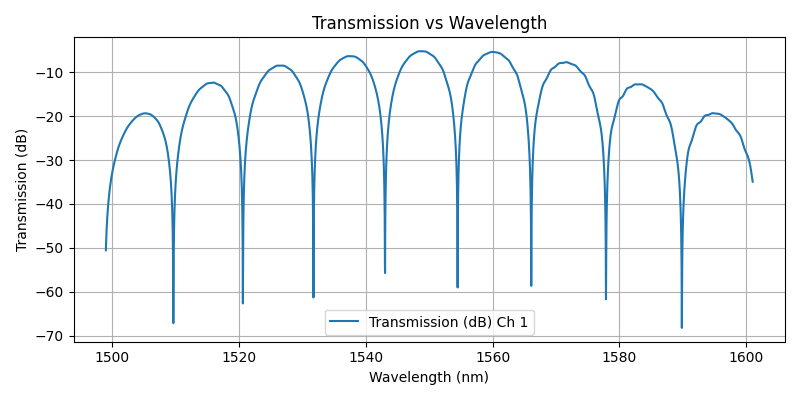 Transmission vs Wavelength
Transmission (dB)
−10
−20
−30
−40
−50
−60
−70
Transmission (dB) Ch 1
1500 1520 1540 1560 1580 1600
Wavelength (nm)